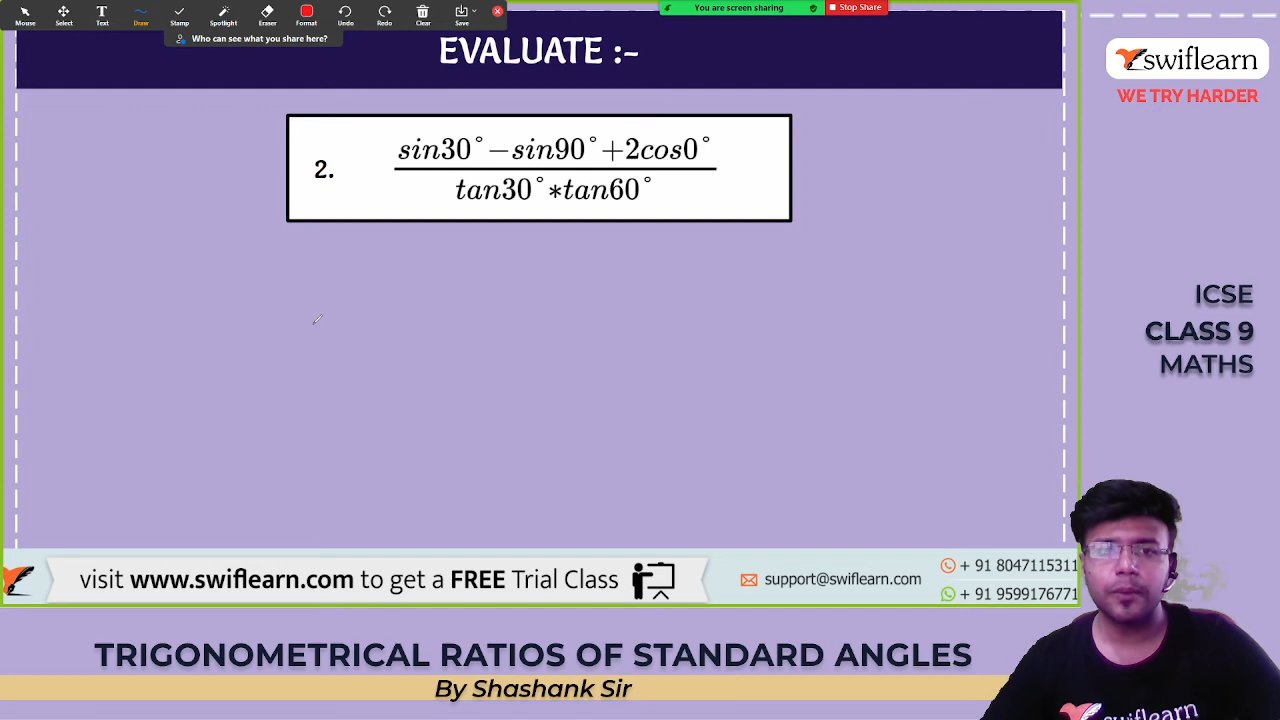 Mouse Select Text Draw Stamp Spotlight Eraser Format Undo Redo Clear Save
You are screen sharing Stop Share
Who can see what you share here?
EVALUATE :-
swiflearn
WE TRY HARDER
2. sin30° − sin90° + 2cos0°
tan30° * tan60°
ICSE
CLASS 9
MATHS
visit www.swiflearn.com to get a FREE Trial Class
support@swiflearn.com
+ 91 8047115311
+ 91 9599176771
TRIGONOMETRICAL RATIOS OF STANDARD ANGLES
By Shashank Sir
swiflearn